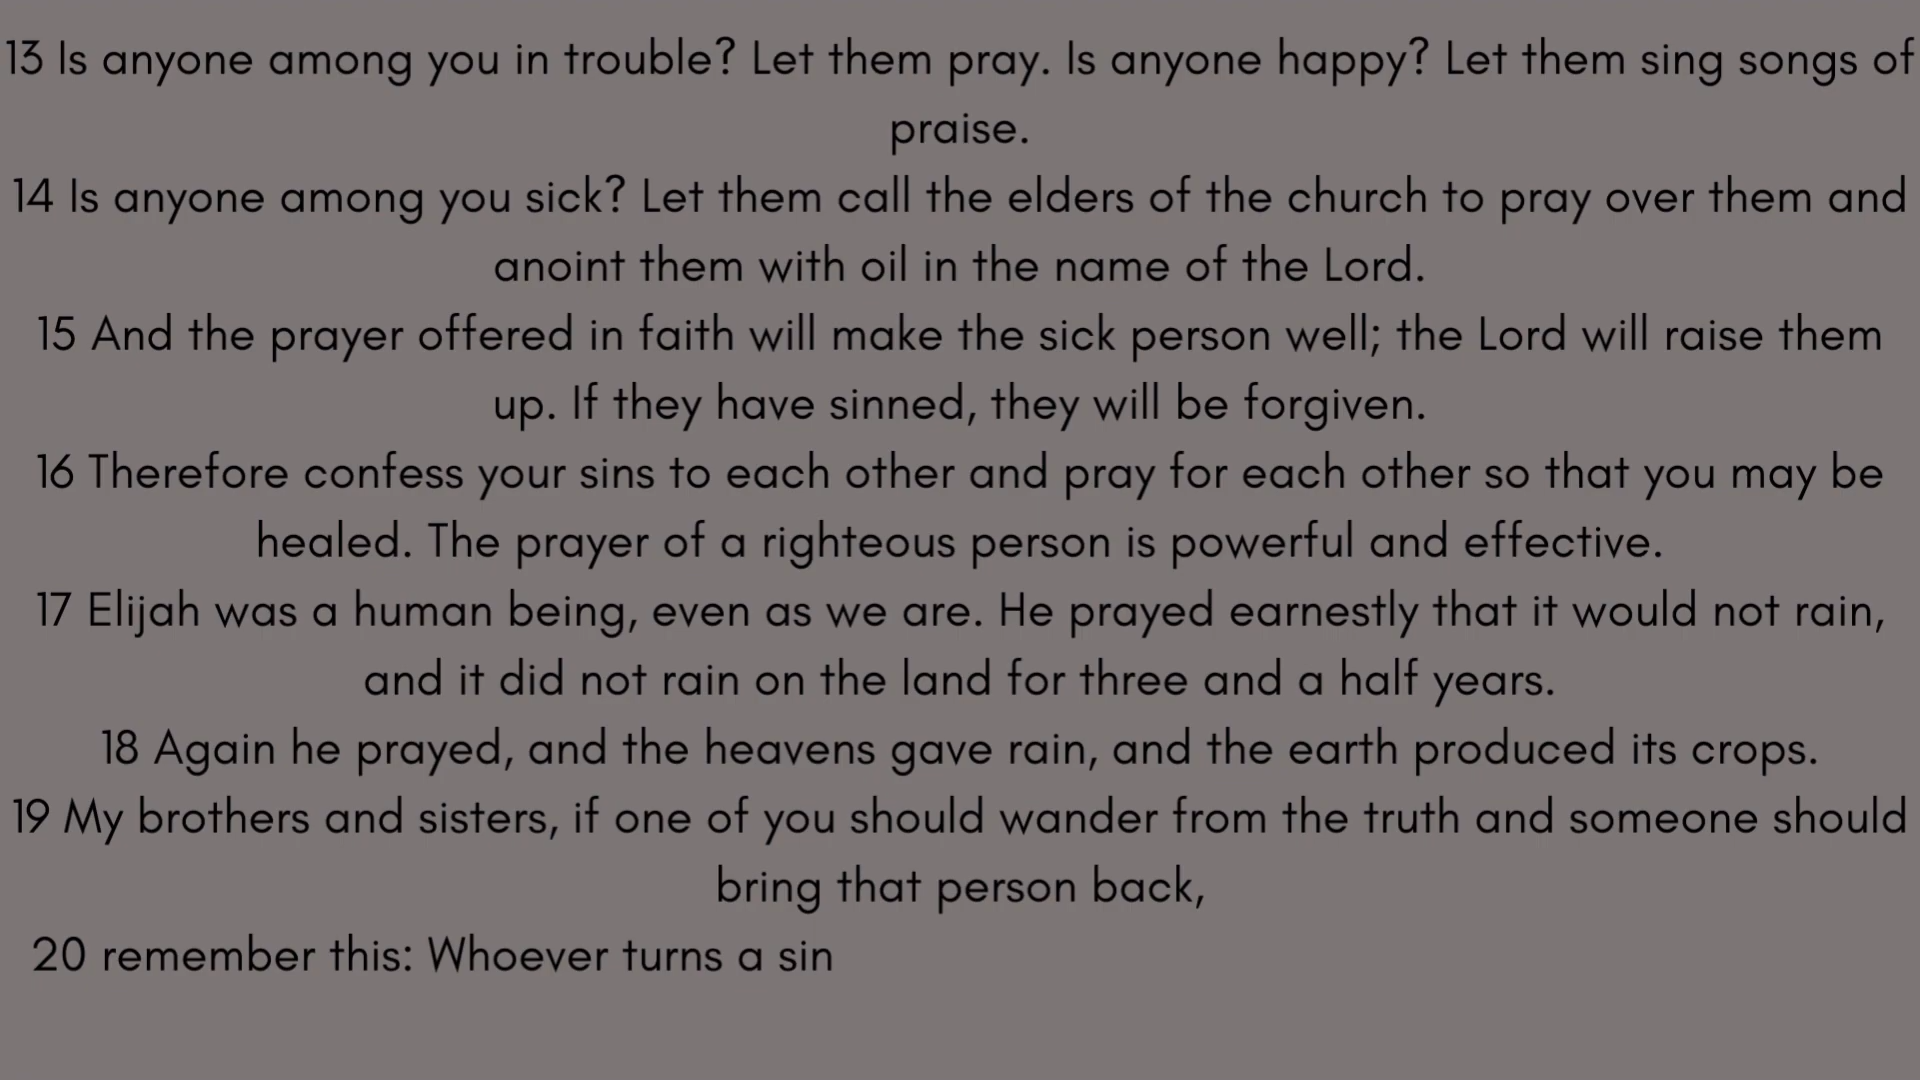 13 Is anyone among you in trouble? Let them pray. Is anyone happy? Let them sing songs of
praise.
14 Is anyone among you sick? Let them call the elders of the church to pray over them and
anoint them with oil in the name of the Lord.
15 And the prayer offered in faith will make the sick person well; the Lord will raise them
up. If they have sinned, they will be forgiven.
16 Therefore confess your sins to each other and pray for each other so that you may be
healed. The prayer of a righteous person is powerful and effective.
17 Elijah was a human being, even as we are. He prayed earnestly that it would not rain,
and it did not rain on the land for three and a half years.
18 Again he prayed, and the heavens gave rain, and the earth produced its crops.
19 My brothers and sisters, if one of you should wander from the truth and someone should
bring that person back,
20 remember this: Whoever turns a sin